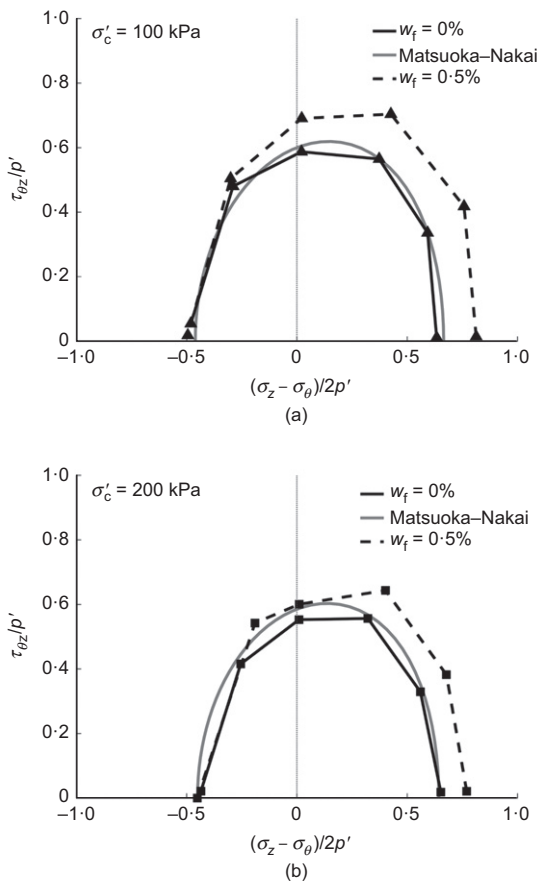 σ′c = 100 kPa
wf = 0%
Matsuoka–Nakai
wf = 0·5%
1·0
0·8
0·6
0·4
0·2
0
τθz/p′
–1·0
–0·5
0
0·5
1·0
(σz – σθ)/2p′
(a)
σ′c = 200 kPa
wf = 0%
Matsuoka–Nakai
wf = 0·5%
1·0
0·8
0·6
0·4
0·2
0
τθz/p′
–1·0
–0·5
0
0·5
1·0
(σz – σθ)/2p′
(b)